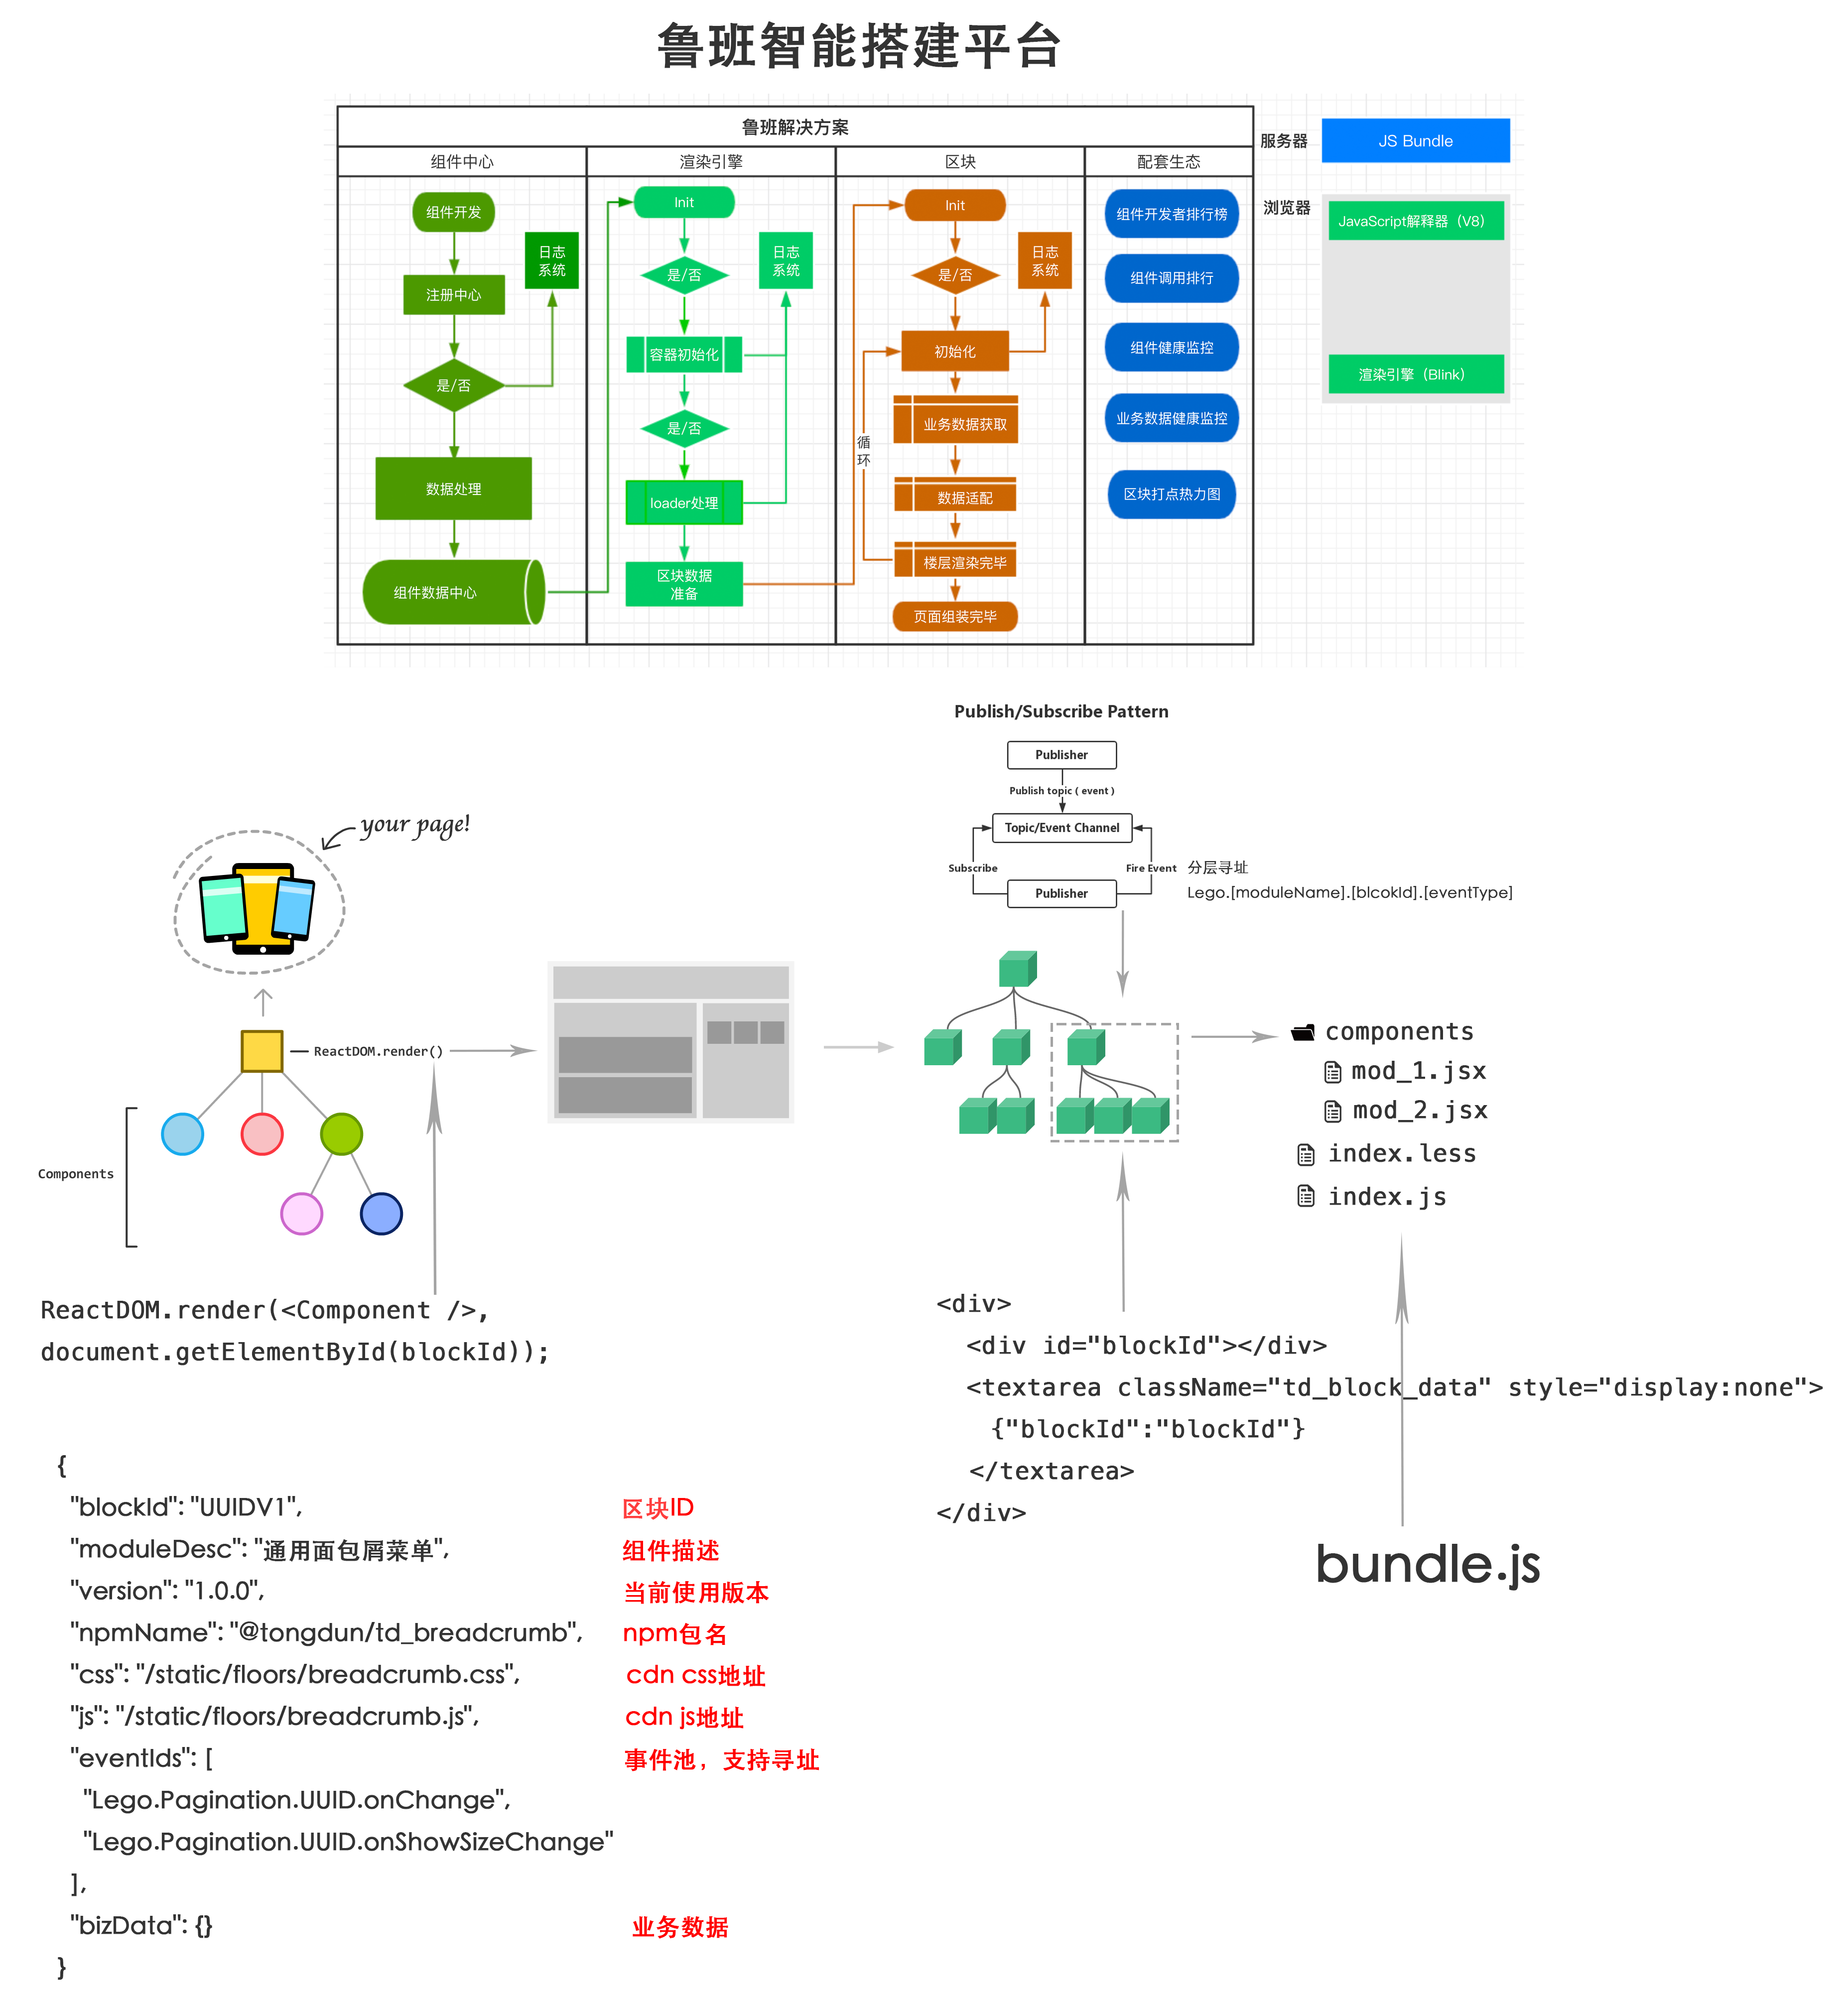 鲁班智能搭建平台
鲁班解决方案
组件中心
渲染引擎
区块
配套生态
组件开发
注册中心
日志
系统
是/否
数据处理
组件数据中心
Init
是/否
日志
系统
容器初始化
是/否
loader处理
区块数据
准备
Init
是/否
日志
系统
初始化
业务数据获取
循
环
数据适配
楼层渲染完毕
页面组装完毕
组件开发者排行榜
组件调用排行
组件健康监控
业务数据健康监控
区块打点热力图
服务器
JS Bundle
浏览器
JavaScript解释器（V8）
渲染引擎（Blink）
Publish/Subscribe Pattern
Publisher
Publish topic ( event )
Topic/Event Channel
Subscribe
Fire Event
Publisher
分层寻址
Lego.[moduleName].[blcokId].[eventType]
your page!
ReactDOM.render()
Components
components
mod_1.jsx
mod_2.jsx
index.less
index.js
ReactDOM.render(<Component />,
document.getElementById(blockId));
<div>
<div id="blockId"></div>
<textarea className="td_block_data" style="display:none">
{"blockId":"blockId"}
</textarea>
</div>
bundle.js
{
"blockId": "UUIDV1", 区块ID
"moduleDesc": "通用面包屑菜单", 组件描述
"version": "1.0.0", 当前使用版本
"npmName": "@tongdun/td_breadcrumb", npm包名
"css": "/static/floors/breadcrumb.css", cdn css地址
"js": "/static/floors/breadcrumb.js", cdn js地址
"eventIds": [ 事件池，支持寻址
"Lego.Pagination.UUID.onChange",
"Lego.Pagination.UUID.onShowSizeChange"
],
"bizData": {} 业务数据
}